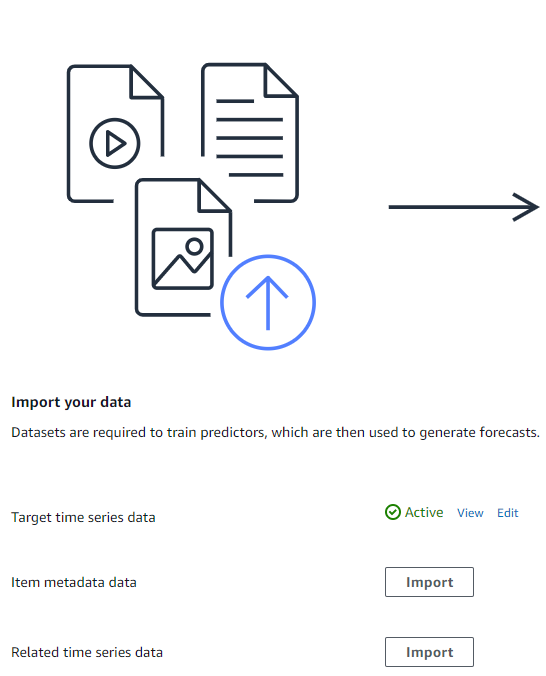 Import your data
Datasets are required to train predictors, which are then used to generate forecasts.
Target time series data
Active View Edit
Item metadata data
Import
Related time series data
Import